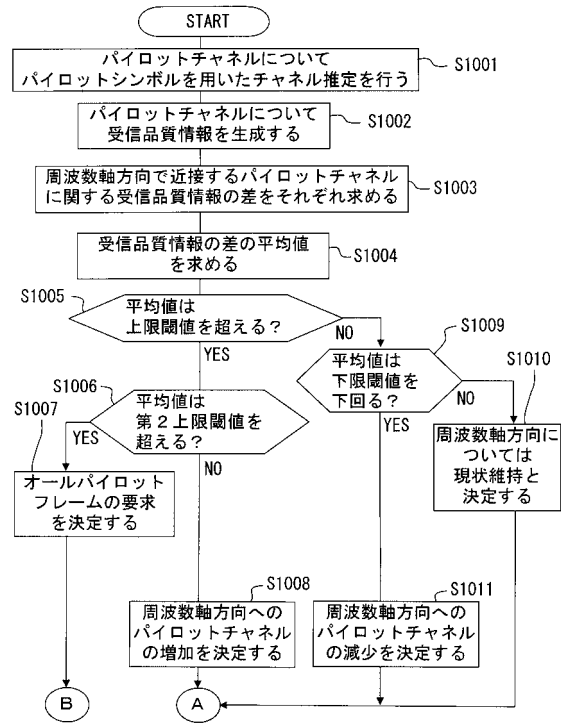 START
パイロットチャネルについて
パイロットシンボルを用いたチャネル推定を行う
S1001
パイロットチャネルについて
受信品質情報を生成する
S1002
周波数軸方向で近接するパイロットチャネル
に関する受信品質情報の差をそれぞれ求める
S1003
受信品質情報の差の平均値
を求める
S1004
S1005
平均値は
上限閾値を超える?
NO
YES
S1009
平均値は
下限閾値を
下回る?
NO
YES
S1010
周波数軸方向に
ついては
現状維持と
決定する
S1006
平均値は
第2上限閾値を
超える?
YES
NO
S1007
オールパイロット
フレームの要求
を決定する
S1008
周波数軸方向への
パイロットチャネル
の増加を決定する
S1011
周波数軸方向への
パイロットチャネル
の減少を決定する
B
A